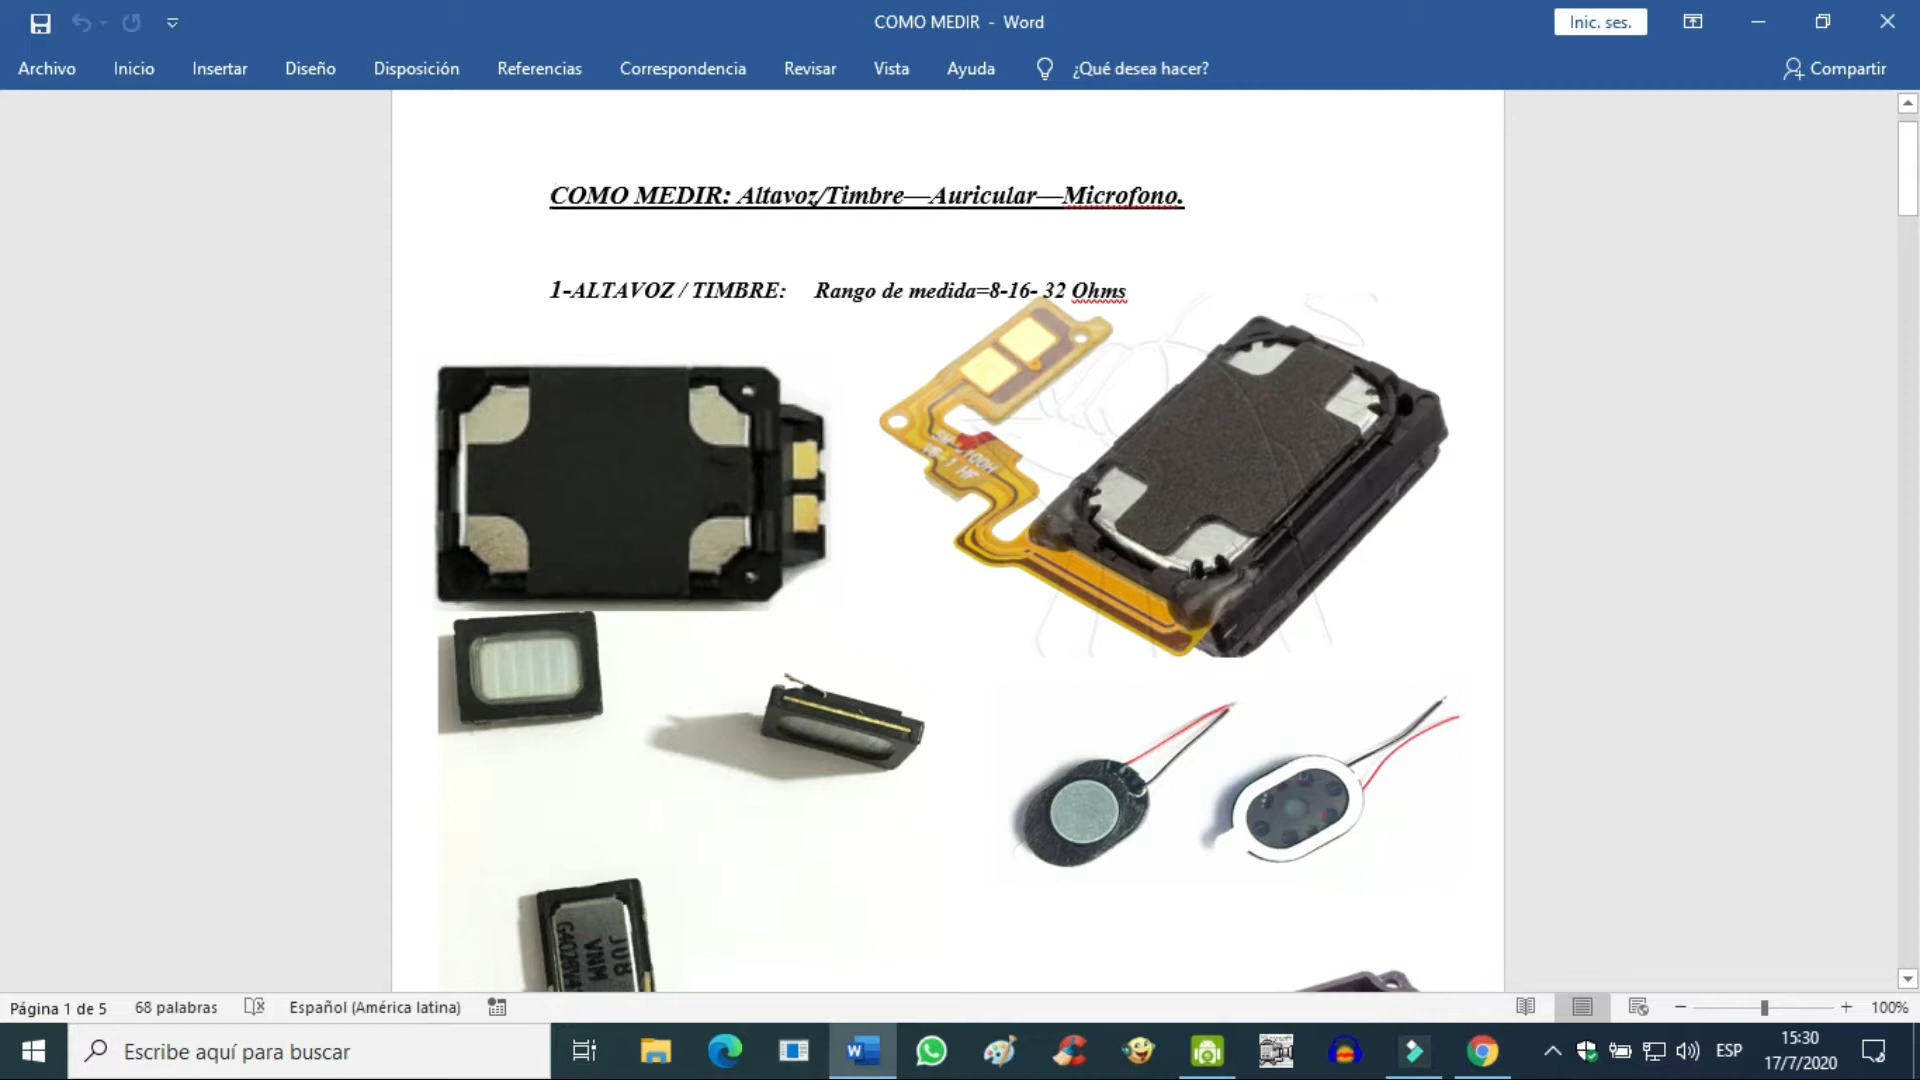 COMO MEDIR - Word
Inic. ses.
Archivo Inicio Insertar Diseño Disposición Referencias Correspondencia Revisar Vista Ayuda ¿Qué desea hacer? Compartir
COMO MEDIR: Altavoz/Timbre—Auricular—Microfono.
1-ALTAVOZ / TIMBRE: Rango de medida=8-16- 32 Ohms
J08
VNM
Página 1 de 5 68 palabras Español (América latina) 100%
Escribe aquí para buscar
ESP
15:30
17/7/2020